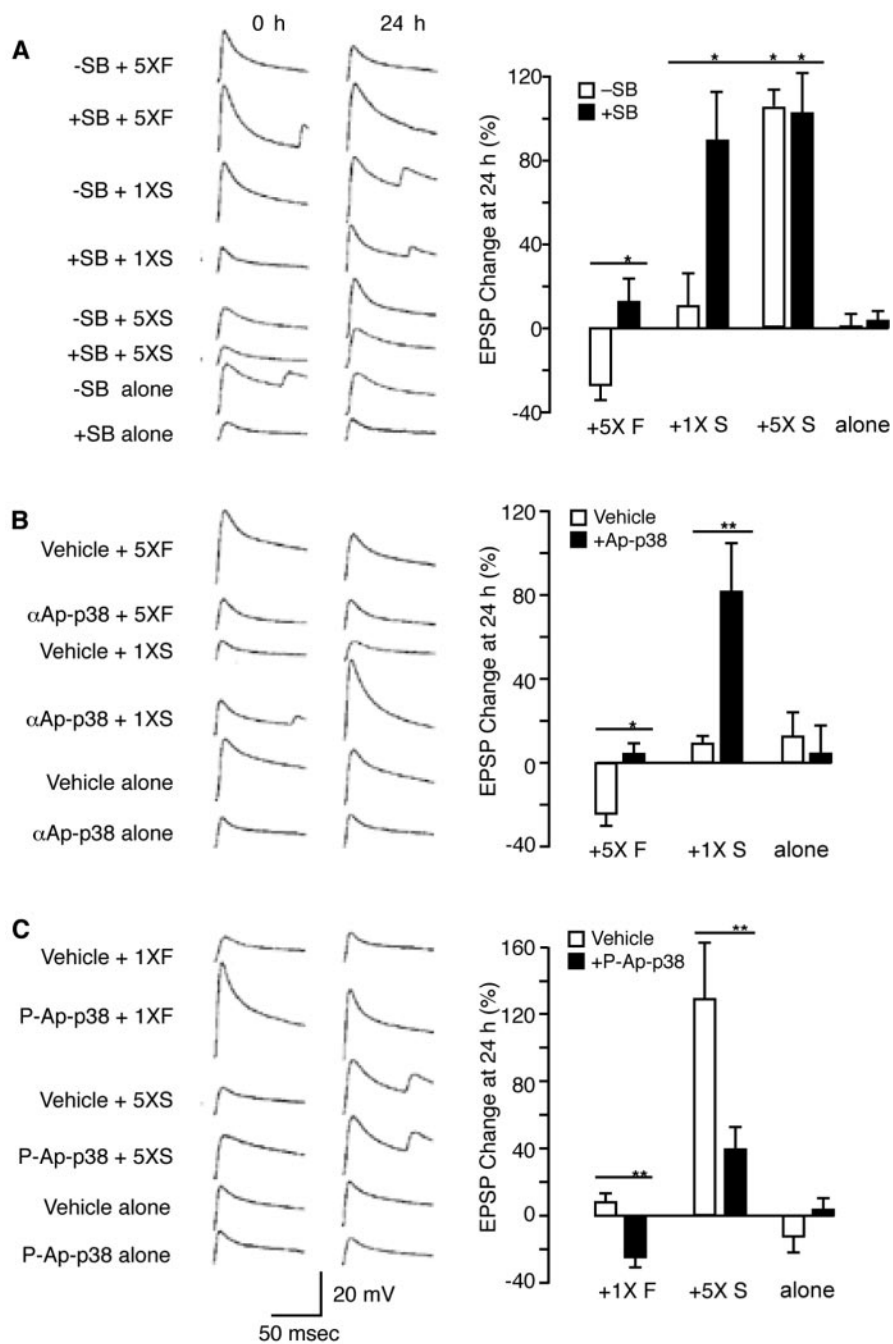 0 h 24 h
A
-SB + 5XF
+SB + 5XF
-SB + 1XS
+SB + 1XS
-SB + 5XS
+SB + 5XS
-SB alone
+SB alone
EPSP Change at 24 h (%)
120
80
40
0
-40
–SB
+SB
*
*
*
*
+5X F +1X S +5X S alone
B
Vehicle + 5XF
αAp-p38 + 5XF
Vehicle + 1XS
αAp-p38 + 1XS
Vehicle alone
αAp-p38 alone
EPSP Change at 24 h (%)
120
80
40
0
-40
Vehicle
+Ap-p38
*
**
+5X F +1X S alone
C
Vehicle + 1XF
P-Ap-p38 + 1XF
Vehicle + 5XS
P-Ap-p38 + 5XS
Vehicle alone
P-Ap-p38 alone
20 mV
50 msec
EPSP Change at 24 h (%)
160
120
80
40
0
-40
Vehicle
+P-Ap-p38
**
**
+1X F +5X S alone